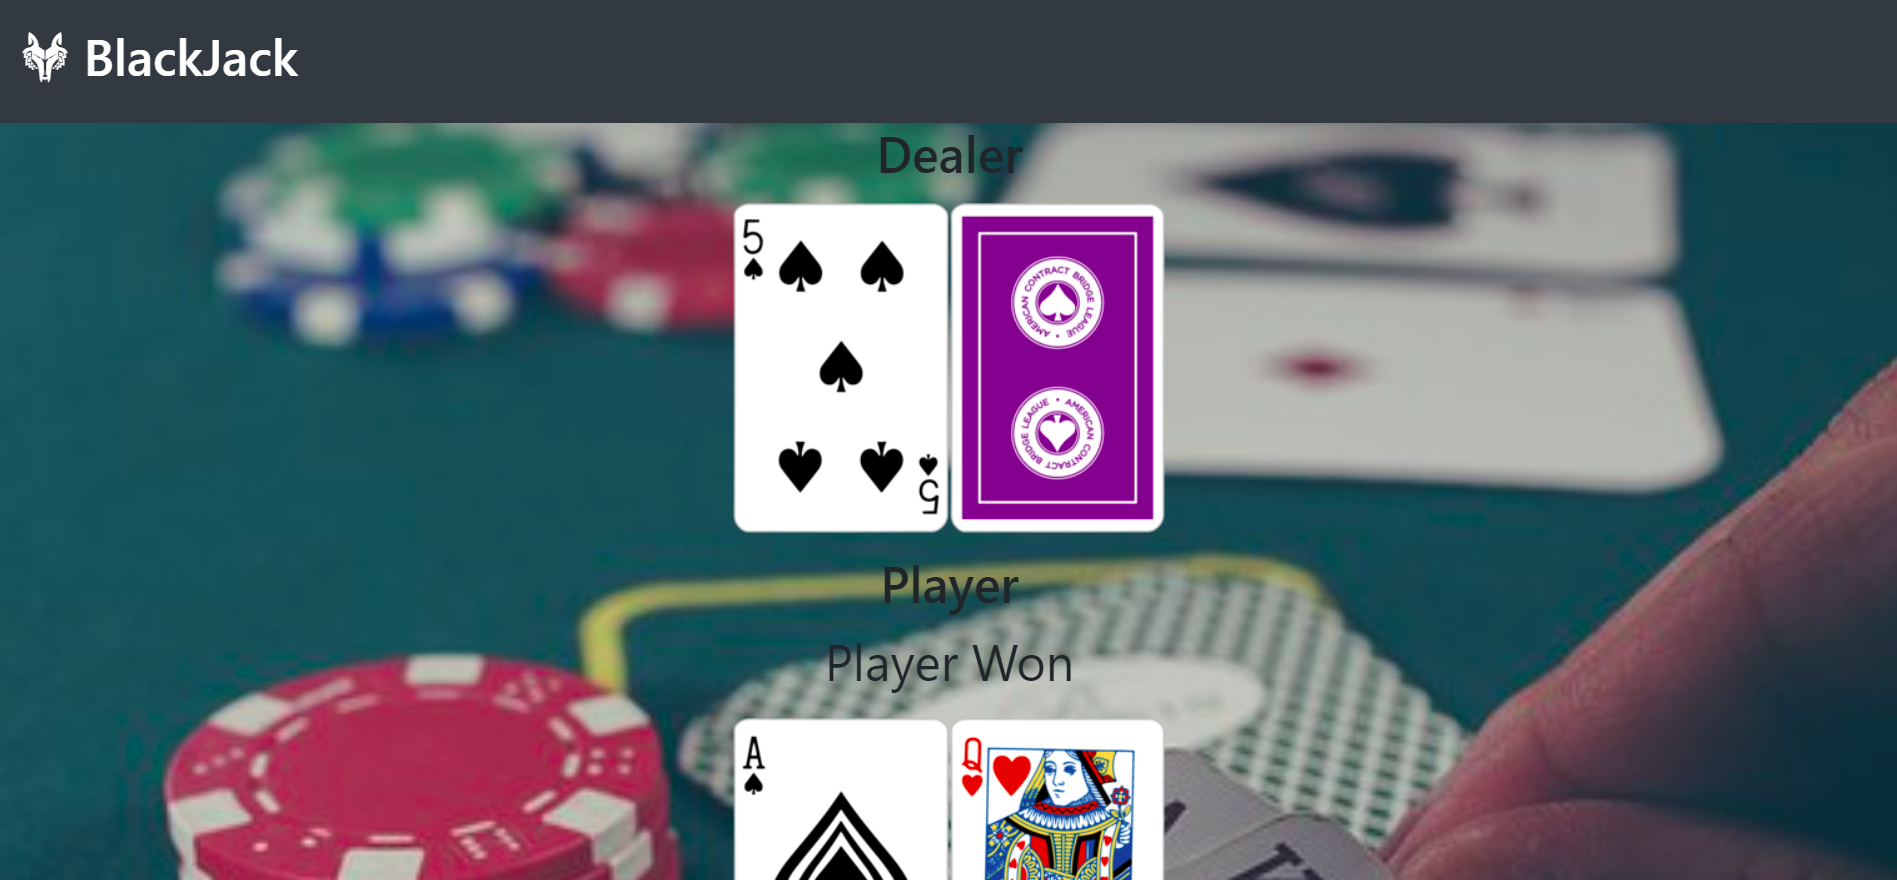 BlackJack
Dealer
5
5
AMERICAN CONTRACT BRIDGE LEAGUE •
AMERICAN CONTRACT BRIDGE LEAGUE •
Player
Player Won
A
Q